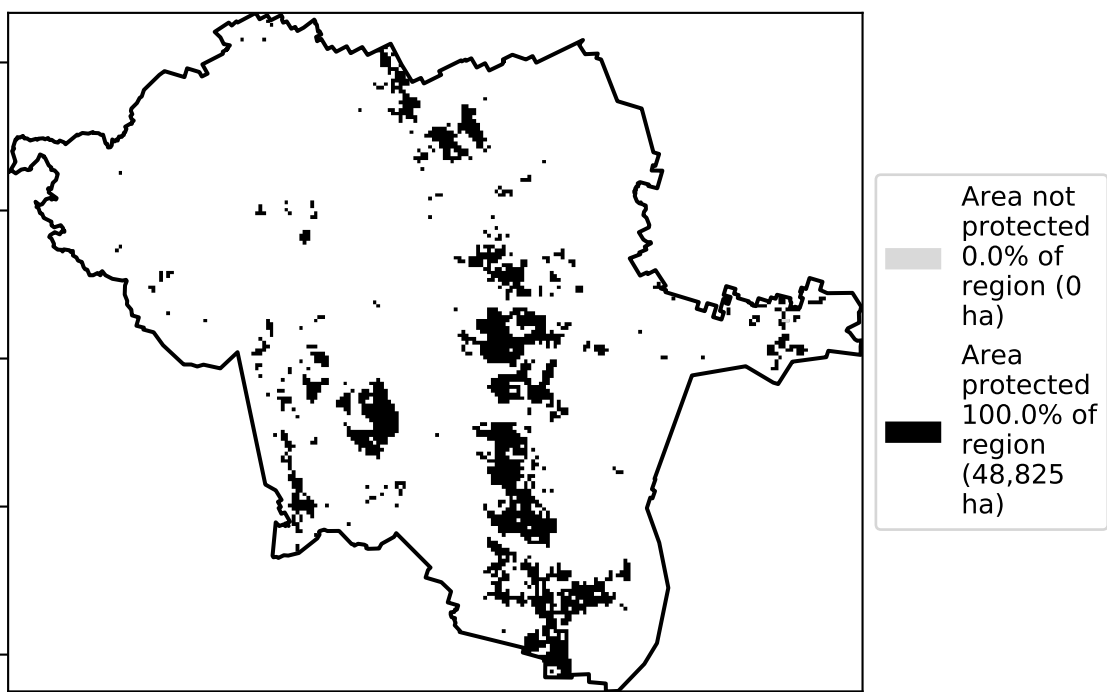 Area not
protected
0.0% of
region (0
ha)
Area
protected
100.0% of
region
(48,825
ha)